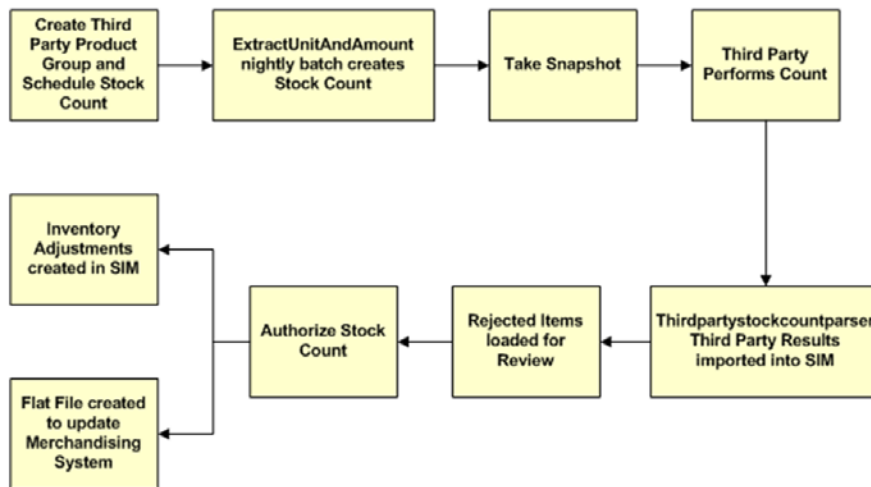 Create Third
Party Product
Group and
Schedule Stock
Count
ExtractUnitAndAmount
nightly batch creates
Stock Count
Take Snapshot
Third Party
Performs Count
Thirdpartystockcountparser
Third Party Results
imported into SIM
Rejected Items
loaded for
Review
Authorize Stock
Count
Inventory
Adjustments
created in SIM
Flat File created
to update
Merchandising
System